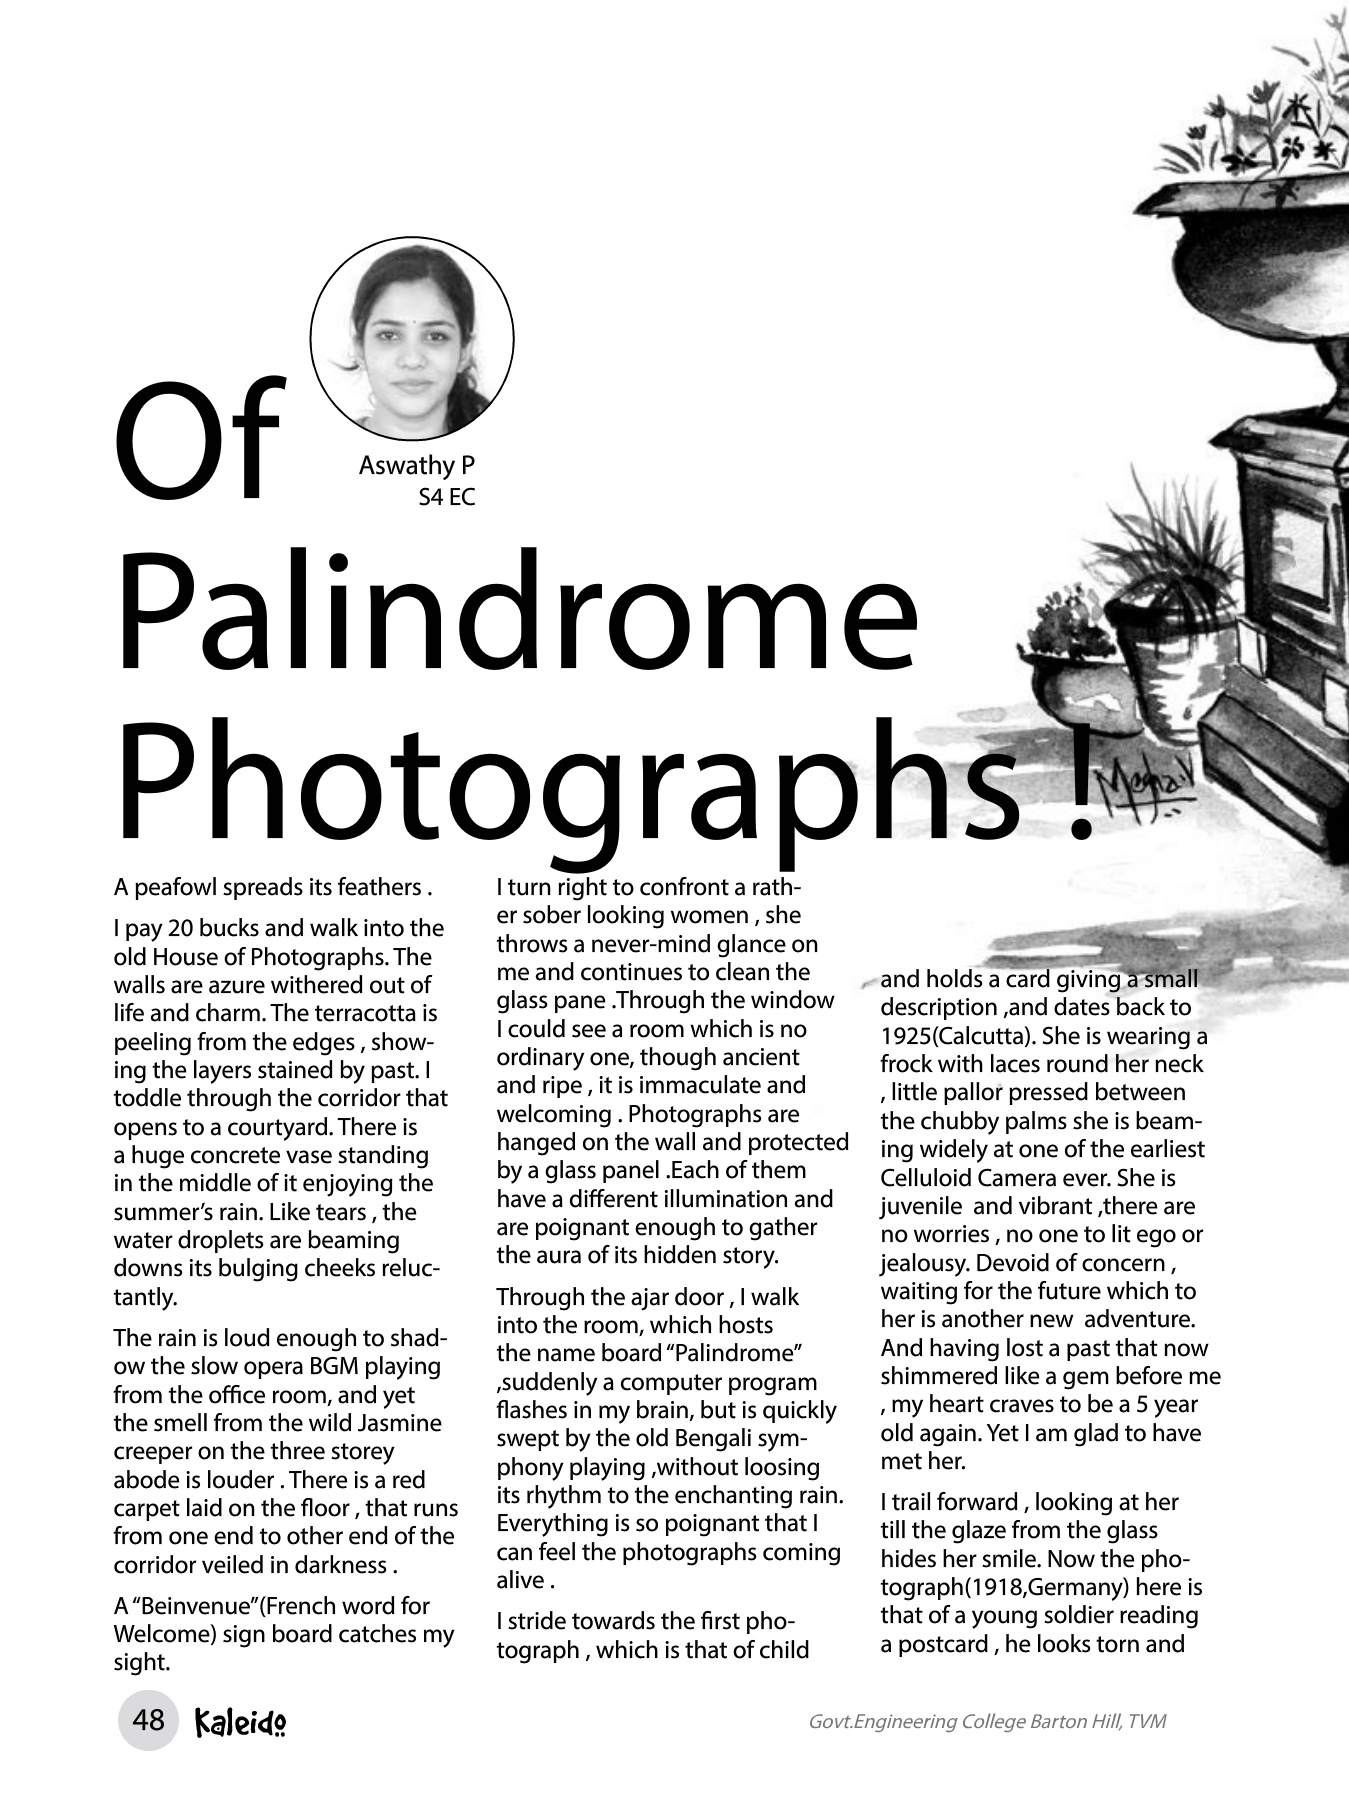 Of
Aswathy P
S4 EC
Palindrome
Photographs !
Megha.V
A peafowl spreads its feathers .
I pay 20 bucks and walk into the
old House of Photographs. The
walls are azure withered out of
life and charm. The terracotta is
peeling from the edges , show-
ing the layers stained by past. I
toddle through the corridor that
opens to a courtyard. There is
a huge concrete vase standing
in the middle of it enjoying the
summer’s rain. Like tears , the
water droplets are beaming
downs its bulging cheeks reluc-
tantly.
The rain is loud enough to shad-
ow the slow opera BGM playing
from the office room, and yet
the smell from the wild Jasmine
creeper on the three storey
abode is louder . There is a red
carpet laid on the floor , that runs
from one end to other end of the
corridor veiled in darkness .
A “Beinvenue”(French word for
Welcome) sign board catches my
sight.
I turn right to confront a rath-
er sober looking women , she
throws a never-mind glance on
me and continues to clean the
glass pane .Through the window
I could see a room which is no
ordinary one, though ancient
and ripe , it is immaculate and
welcoming . Photographs are
hanged on the wall and protected
by a glass panel .Each of them
have a different illumination and
are poignant enough to gather
the aura of its hidden story.
Through the ajar door , I walk
into the room, which hosts
the name board “Palindrome”
,suddenly a computer program
flashes in my brain, but is quickly
swept by the old Bengali sym-
phony playing ,without loosing
its rhythm to the enchanting rain.
Everything is so poignant that I
can feel the photographs coming
alive .
I stride towards the first pho-
tograph , which is that of child
and holds a card giving a small
description ,and dates back to
1925(Calcutta). She is wearing a
frock with laces round her neck
, little pallor pressed between
the chubby palms she is beam-
ing widely at one of the earliest
Celluloid Camera ever. She is
juvenile  and vibrant ,there are
no worries , no one to lit ego or
jealousy. Devoid of concern ,
waiting for the future which to
her is another new  adventure.
And having lost a past that now
shimmered like a gem before me
, my heart craves to be a 5 year
old again. Yet I am glad to have
met her.
I trail forward , looking at her
till the glaze from the glass
hides her smile. Now the pho-
tograph(1918,Germany) here is
that of a young soldier reading
a postcard , he looks torn and
48
Kaleido
Govt.Engineering College Barton Hill, TVM